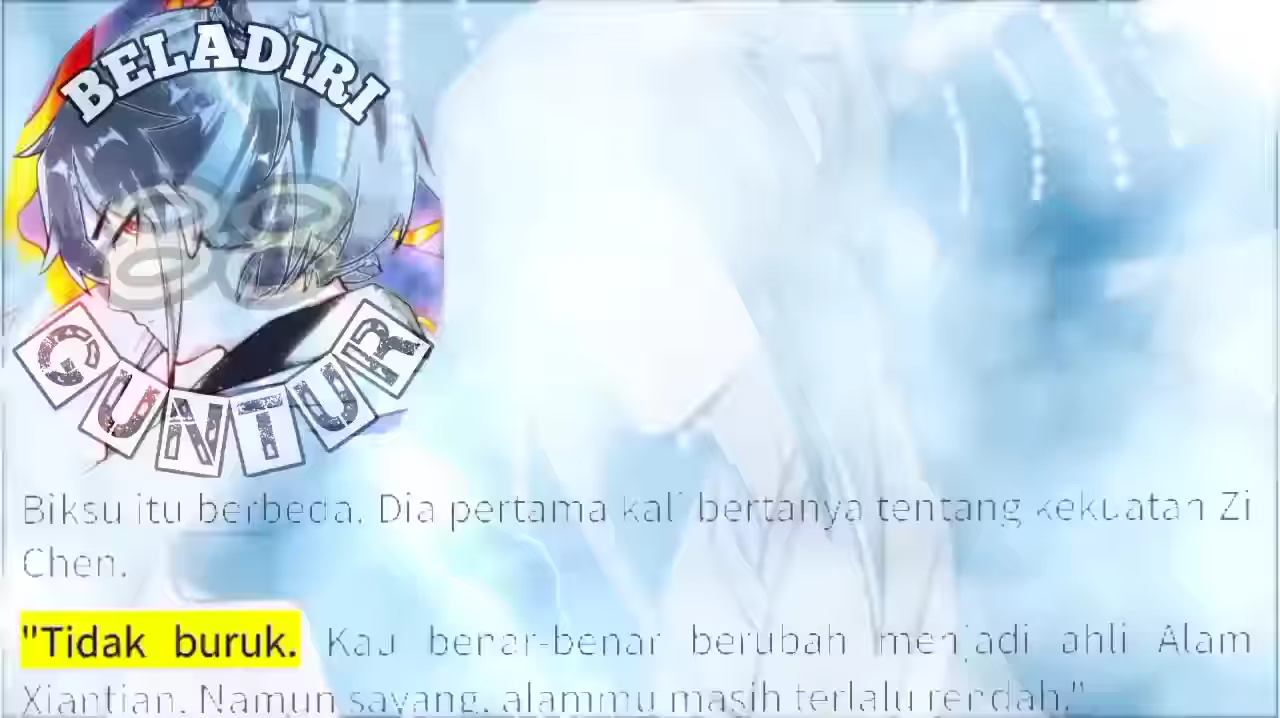 BELADIRI
GUNTUR
Biksu itu berbeda. Dia pertama kali bertanya tentang kekuatan Zi
Chen.
"Tidak buruk. Kau benar-benar berubah menjadi ahli Alam
Xiantian. Namun sayang, alammu masih terlalu rendah."